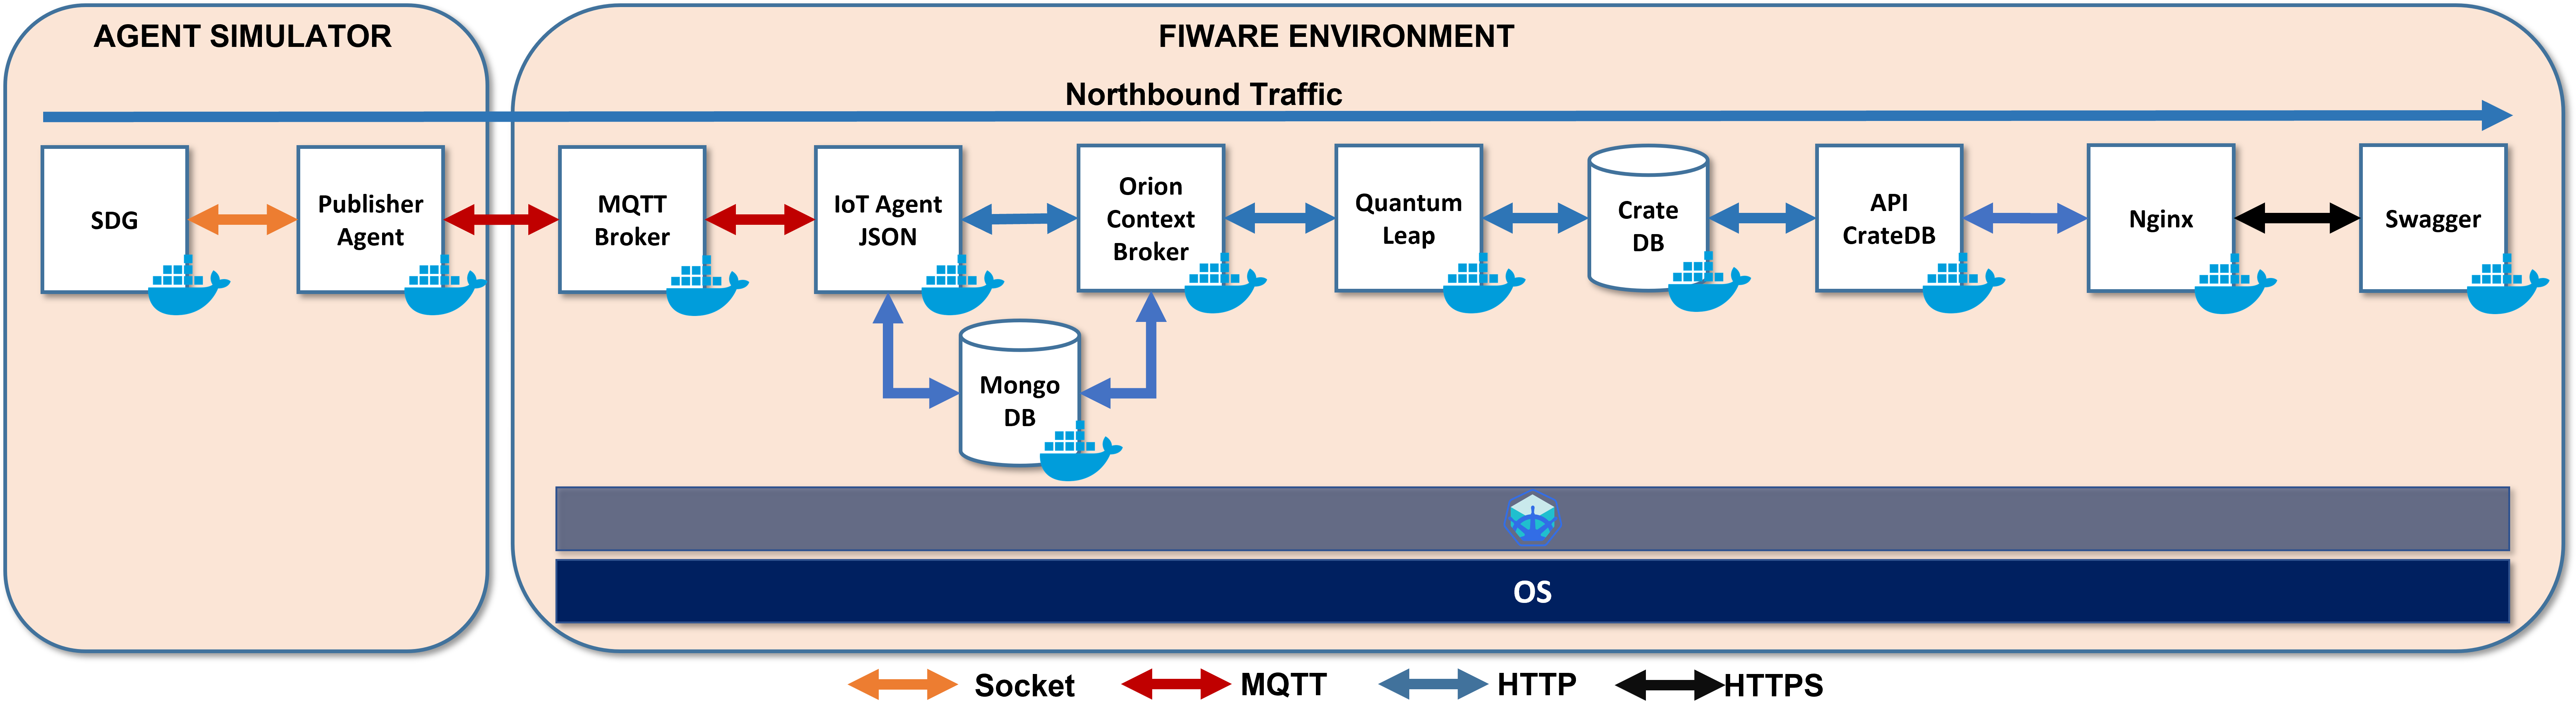 AGENT SIMULATOR
FIWARE ENVIRONMENT
Northbound Traffic
SDG
Publisher
Agent
MQTT
Broker
IoT Agent
JSON
Orion
Context
Broker
Quantum
Leap
Crate
DB
API
CrateDB
Nginx
Swagger
Mongo
DB
OS
Socket
MQTT
HTTP
HTTPS